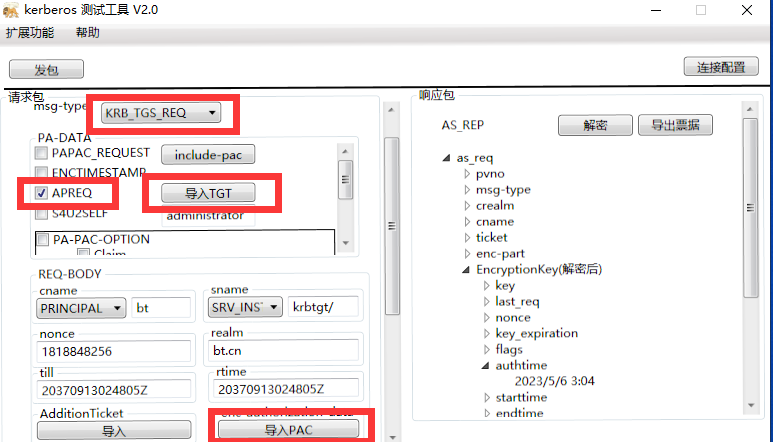 kerberos 测试工具 V2.0
扩展功能 帮助
发包
连接配置
请求包
msg-type KRB_TGS_REQ
PA-DATA
PAPAC_REQUEST include-pac
ENCTIMESTAMP
APREQ 导入TGT
S4U2SELF administrator
PA-PAC-OPTION
Claim
REQ-BODY
cname sname
PRINCIPAL bt SRV_INS krbtgt/
nonce realm
1818848256 bt.cn
till rtime
20370913024805Z 20370913024805Z
AdditionTicket enc-authorization-data
导入 导入PAC
响应包
AS_REP 解密 导出票据
as_req
pvno
msg-type
crealm
cname
ticket
enc-part
EncryptionKey(解密后)
key
last_req
nonce
key_expiration
flags
authtime
2023/5/6 3:04
starttime
endtime